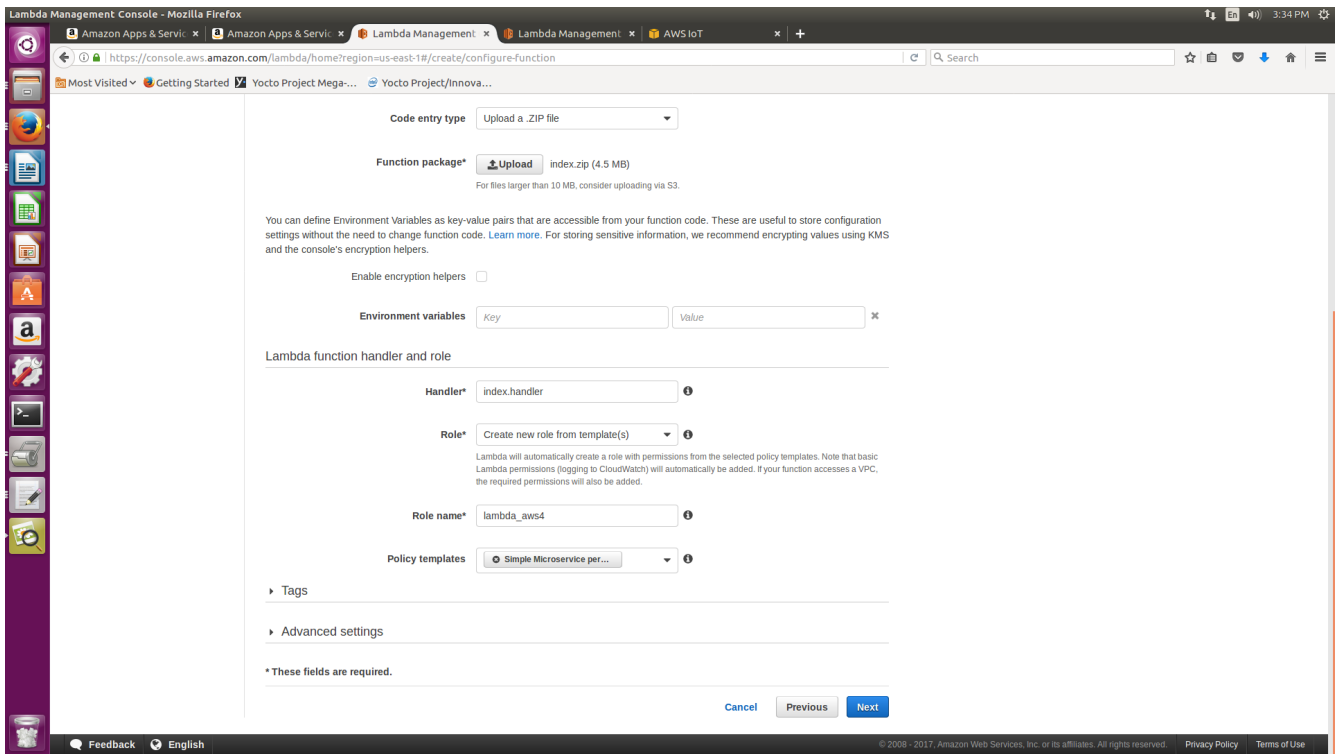 Lambda Management Console - Mozilla Firefox
En
3:34 PM
Amazon Apps & Servic
Amazon Apps & Servic
Lambda Management
Lambda Management
AWS IoT
https://console.aws.amazon.com/lambda/home?region=us-east-1#/create/configure-function
Search
Most Visited
Getting Started
Yocto Project Mega-...
Yocto Project/Innova...
Code entry type
Upload a .ZIP file
Function package*
Upload
index.zip (4.5 MB)
For files larger than 10 MB, consider uploading via S3.
You can define Environment Variables as key-value pairs that are accessible from your function code. These are useful to store configuration
settings without the need to change function code. Learn more. For storing sensitive information, we recommend encrypting values using KMS
and the console's encryption helpers.
Enable encryption helpers
Environment variables
Key
Value
Lambda function handler and role
Handler*
index.handler
Role*
Create new role from template(s)
Lambda will automatically create a role with permissions from the selected policy templates. Note that basic
Lambda permissions (logging to CloudWatch) will automatically be added. If your function accesses a VPC,
the required permissions will also be added.
Role name*
lambda_aws4
Policy templates
Simple Microservice per...
Tags
Advanced settings
* These fields are required.
Cancel
Previous
Next
Feedback
English
© 2008 - 2017, Amazon Web Services, Inc. or its affiliates. All rights reserved.
Privacy Policy
Terms of Use